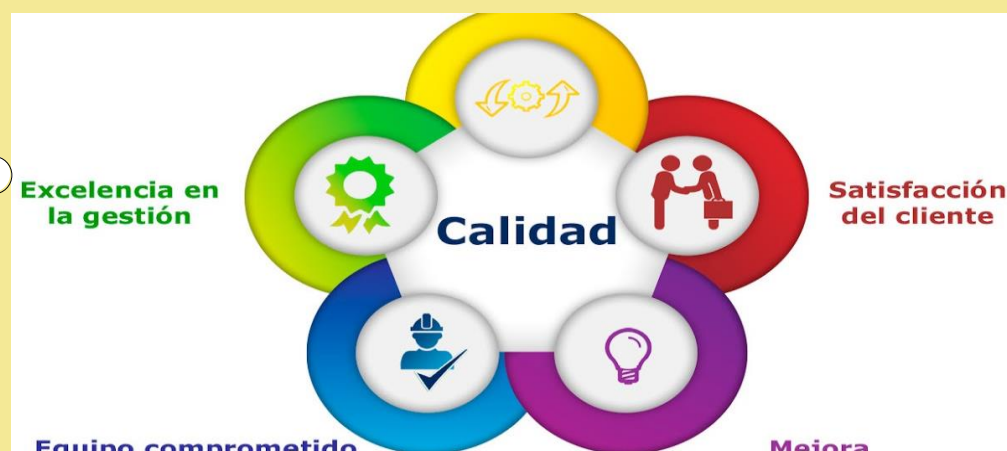 Excelencia en
la gestión
Calidad
Satisfacción
del cliente
Equipo comprometido
Mejora